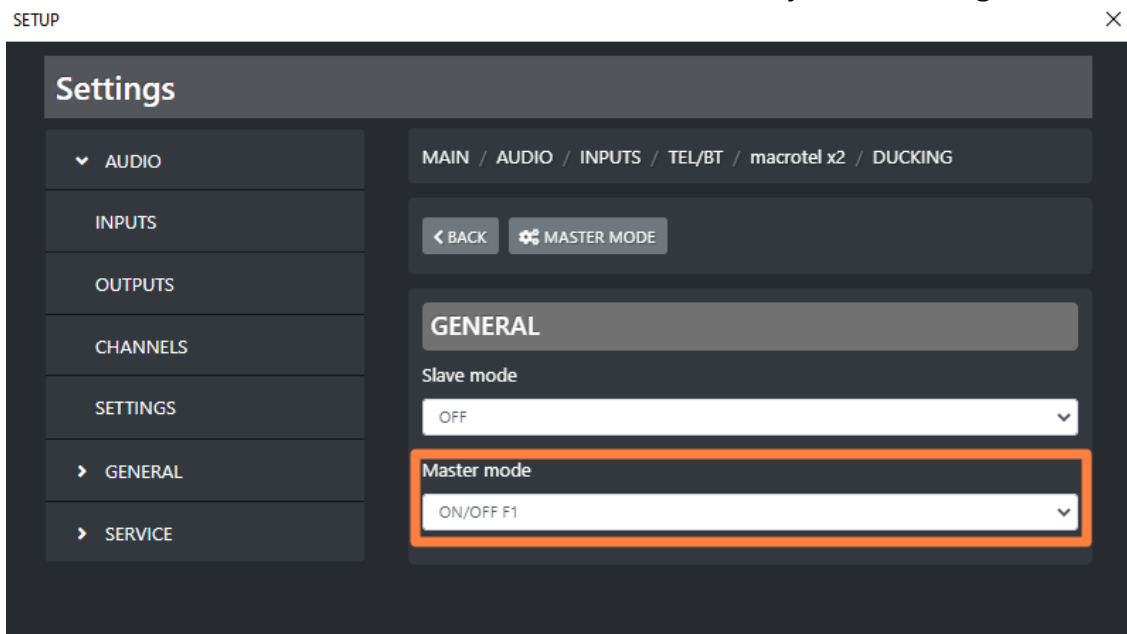 SETUP
Settings
AUDIO
INPUTS
OUTPUTS
CHANNELS
SETTINGS
GENERAL
SERVICE
MAIN / AUDIO / INPUTS / TEL/BT / macrotel x2 / DUCKING
BACK MASTER MODE
GENERAL
Slave mode
OFF
Master mode
ON/OFF F1